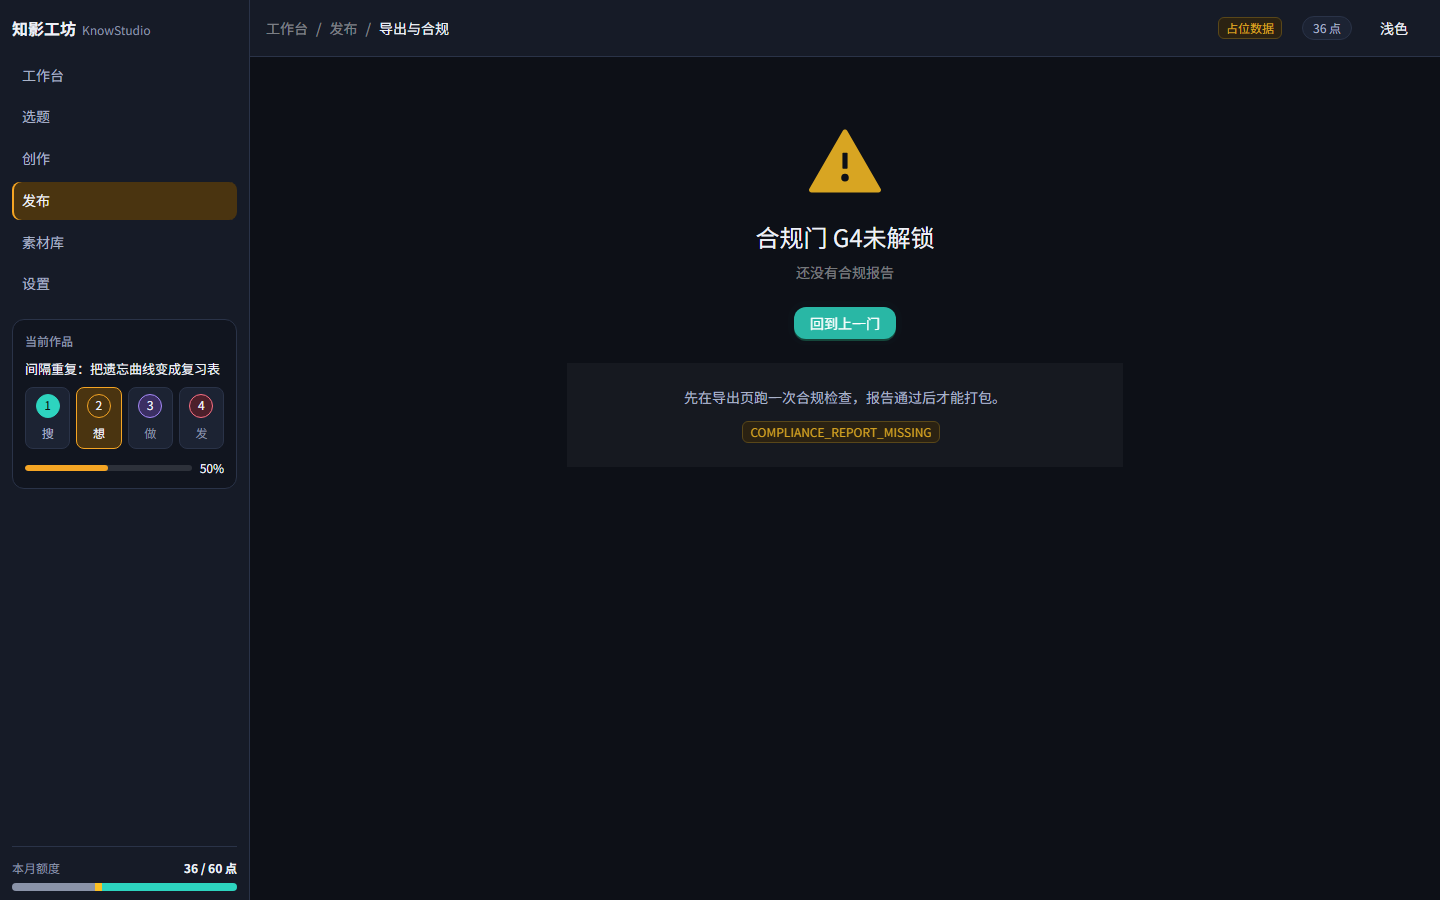 知影工坊 KnowStudio
工作台
选题
创作
发布
素材库
设置
当前作品
间隔重复：把遗忘曲线变成复习表
1 2 3 4
搜 想 做 发
50%
本月额度 36 / 60 点
工作台 / 发布 / 导出与合规
占位数据 36 点 浅色
合规门 G4未解锁
还没有合规报告
回到上一门
先在导出页跑一次合规检查，报告通过后才能打包。
COMPLIANCE_REPORT_MISSING